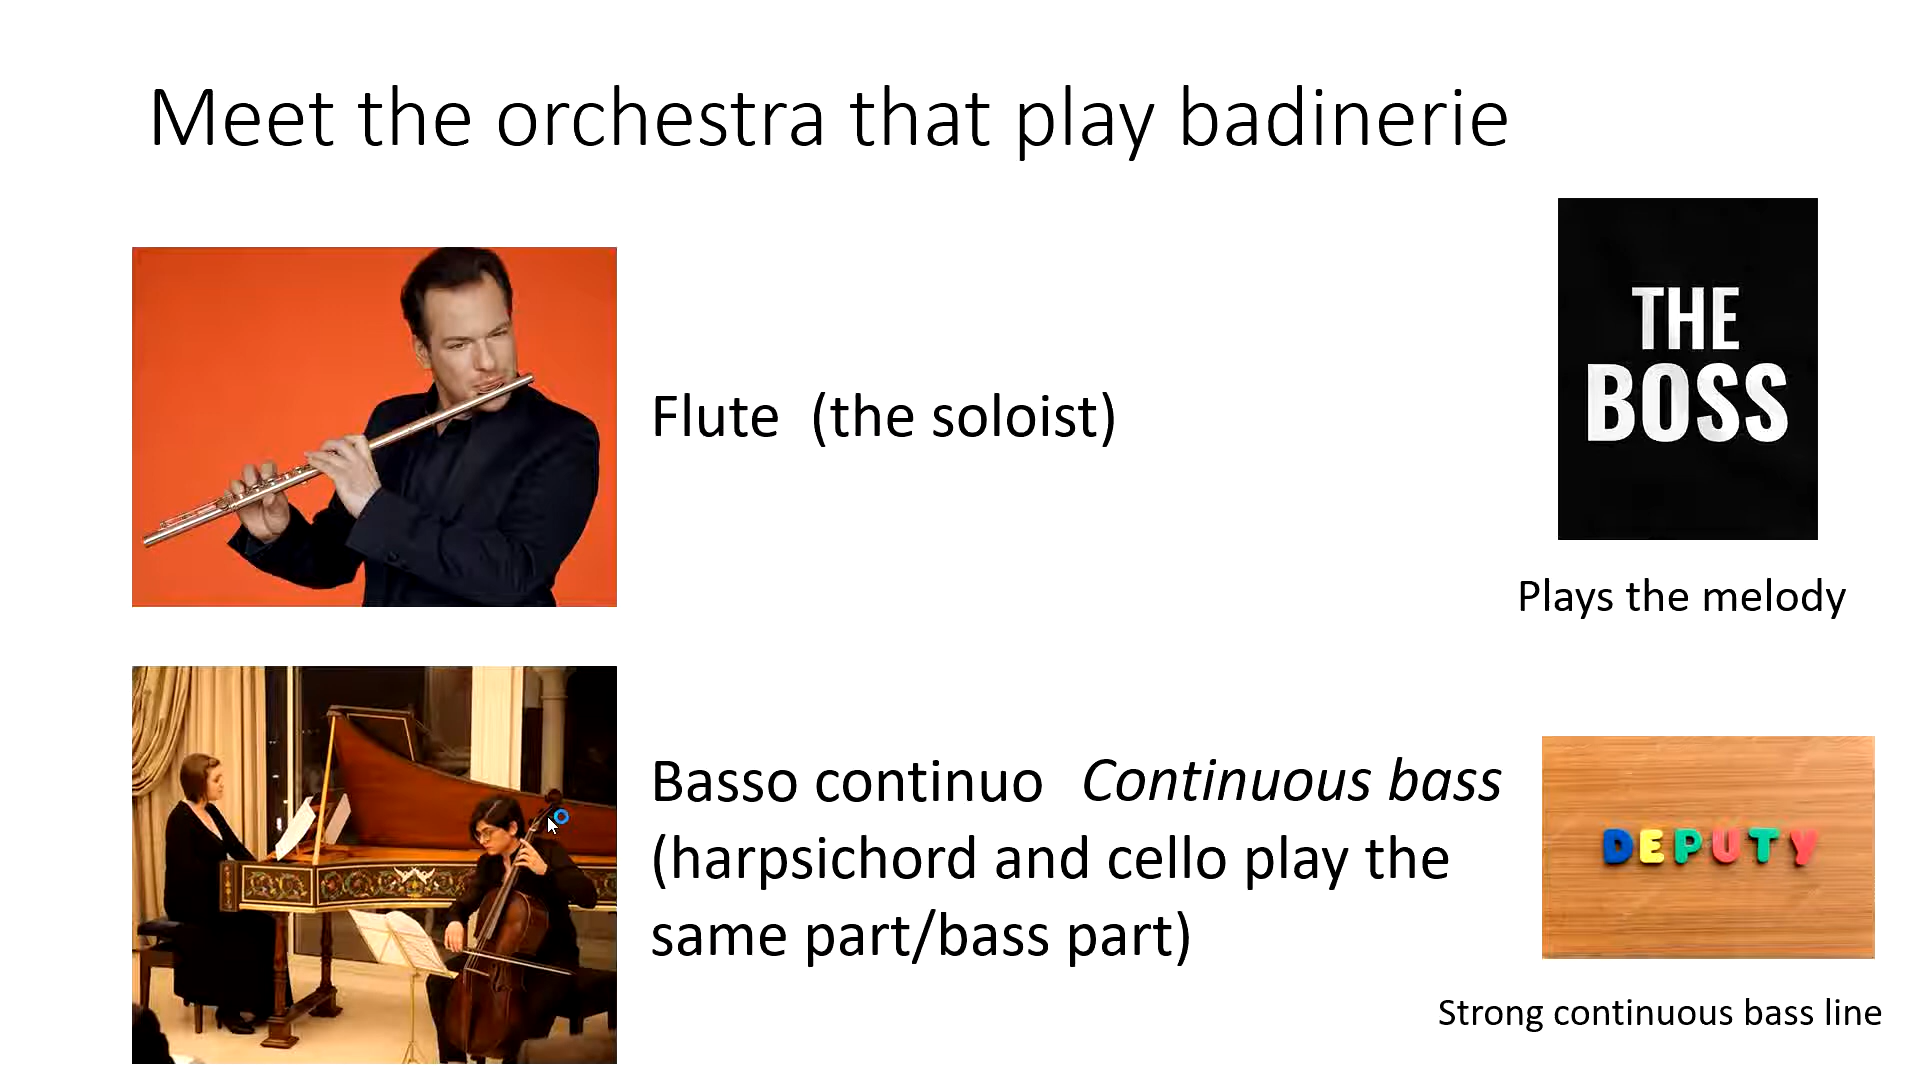 Meet the orchestra that play badinerie
THE
BOSS
Flute (the soloist)
Plays the melody
Basso continuo Continuous bass
(harpsichord and cello play the
same part/bass part)
DEPUTY
Strong continuous bass line